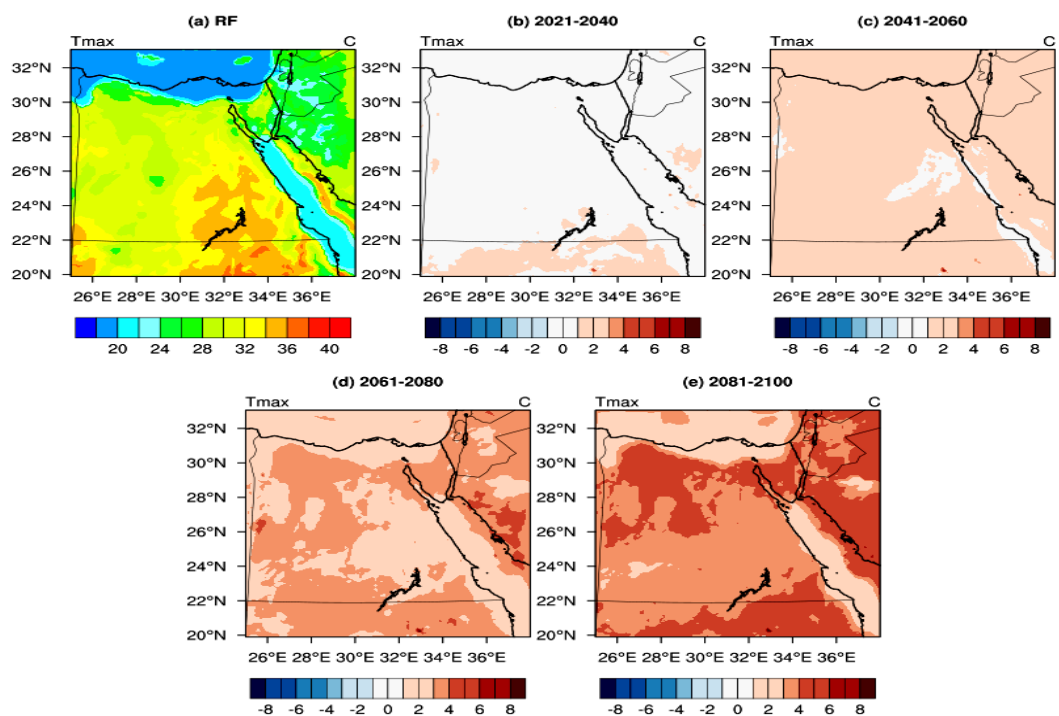 (a) RF
(b) 2021-2040
(c) 2041-2060
Tmax C
Tmax C
Tmax C
32°N
30°N
28°N
26°N
24°N
22°N
20°N
32°N
30°N
28°N
26°N
24°N
22°N
20°N
32°N
30°N
28°N
26°N
24°N
22°N
20°N
26°E 28°E 30°E 32°E 34°E 36°E
26°E 28°E 30°E 32°E 34°E 36°E
26°E 28°E 30°E 32°E 34°E 36°E
20 24 28 32 36 40
-8 -6 -4 -2 0 2 4 6 8
-8 -6 -4 -2 0 2 4 6 8
(d) 2061-2080
(e) 2081-2100
Tmax C
Tmax C
32°N
30°N
28°N
26°N
24°N
22°N
20°N
32°N
30°N
28°N
26°N
24°N
22°N
20°N
26°E 28°E 30°E 32°E 34°E 36°E
26°E 28°E 30°E 32°E 34°E 36°E
-8 -6 -4 -2 0 2 4 6 8
-8 -6 -4 -2 0 2 4 6 8